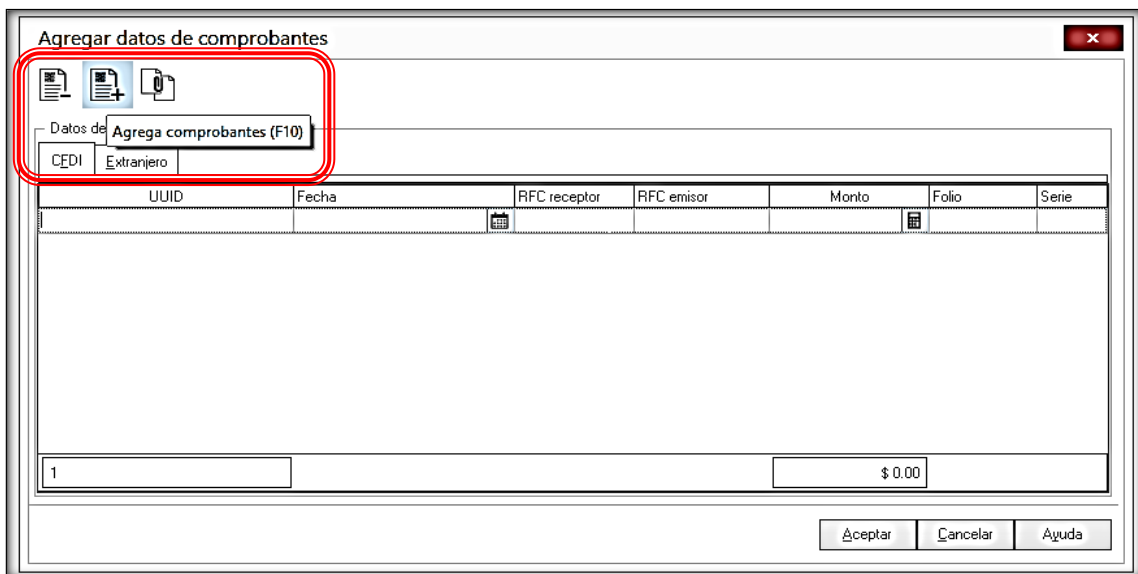 Agregar datos de comprobantes
Agrega comprobantes (F10)
Datos de
CFDI Extranjero
UUID Fecha RFC receptor RFC emisor Monto Folio Serie
1 $ 0.00
Aceptar Cancelar Ayuda